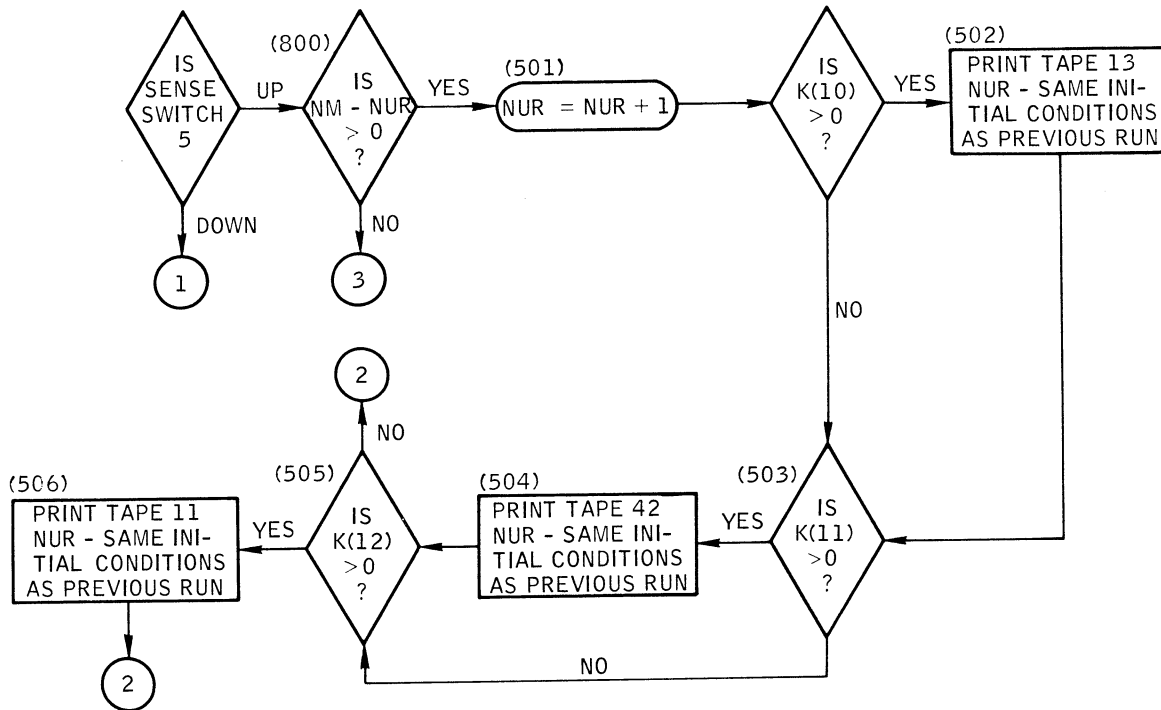 IS
SENSE
SWITCH
5
UP
DOWN
1
(800)
IS
NM - NUR
> 0
?
YES
NO
3
(501)
NUR = NUR + 1
IS
K(10)
>0
?
YES
NO
(502)
PRINT TAPE 13
NUR - SAME INI-
TIAL CONDITIONS
AS PREVIOUS RUN
(503)
IS
K(11)
>0
?
YES
NO
(504)
PRINT TAPE 42
NUR - SAME INI-
TIAL CONDITIONS
AS PREVIOUS RUN
(505)
IS
K(12)
>0
?
NO
2
YES
(506)
PRINT TAPE 11
NUR - SAME INI-
TIAL CONDITIONS
AS PREVIOUS RUN
2